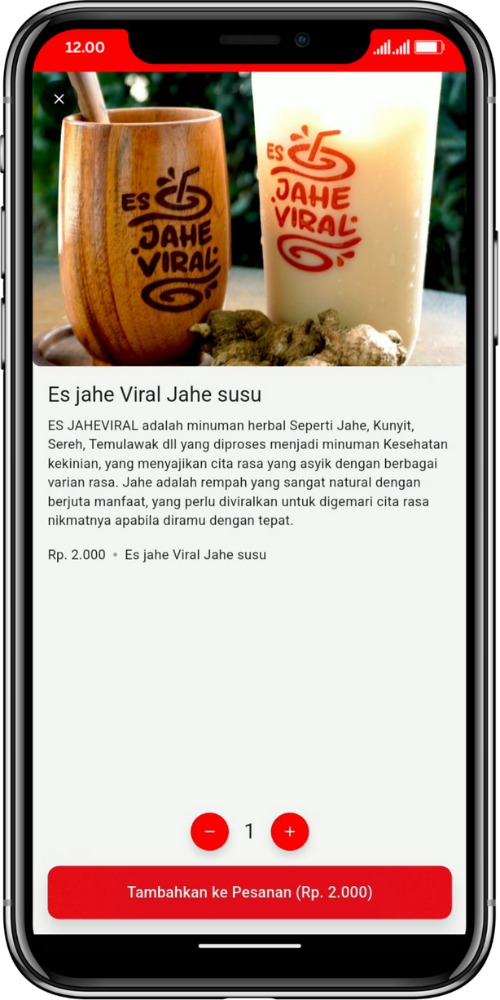 12.00
ES
JAHE
VIRAL
ES
JAHE
VIRAL
Es jahe Viral Jahe susu
ES JAHEVIRAL adalah minuman herbal Seperti Jahe, Kunyit,
Sereh, Temulawak dll yang diproses menjadi minuman Kesehatan
kekinian, yang menyajikan cita rasa yang asyik dengan berbagai
varian rasa. Jahe adalah rempah yang sangat natural dengan
berjuta manfaat, yang perlu diviralkan untuk digemari cita rasa
nikmatnya apabila diramu dengan tepat.
Rp. 2.000 • Es jahe Viral Jahe susu
− 1 +
Tambahkan ke Pesanan (Rp. 2.000)